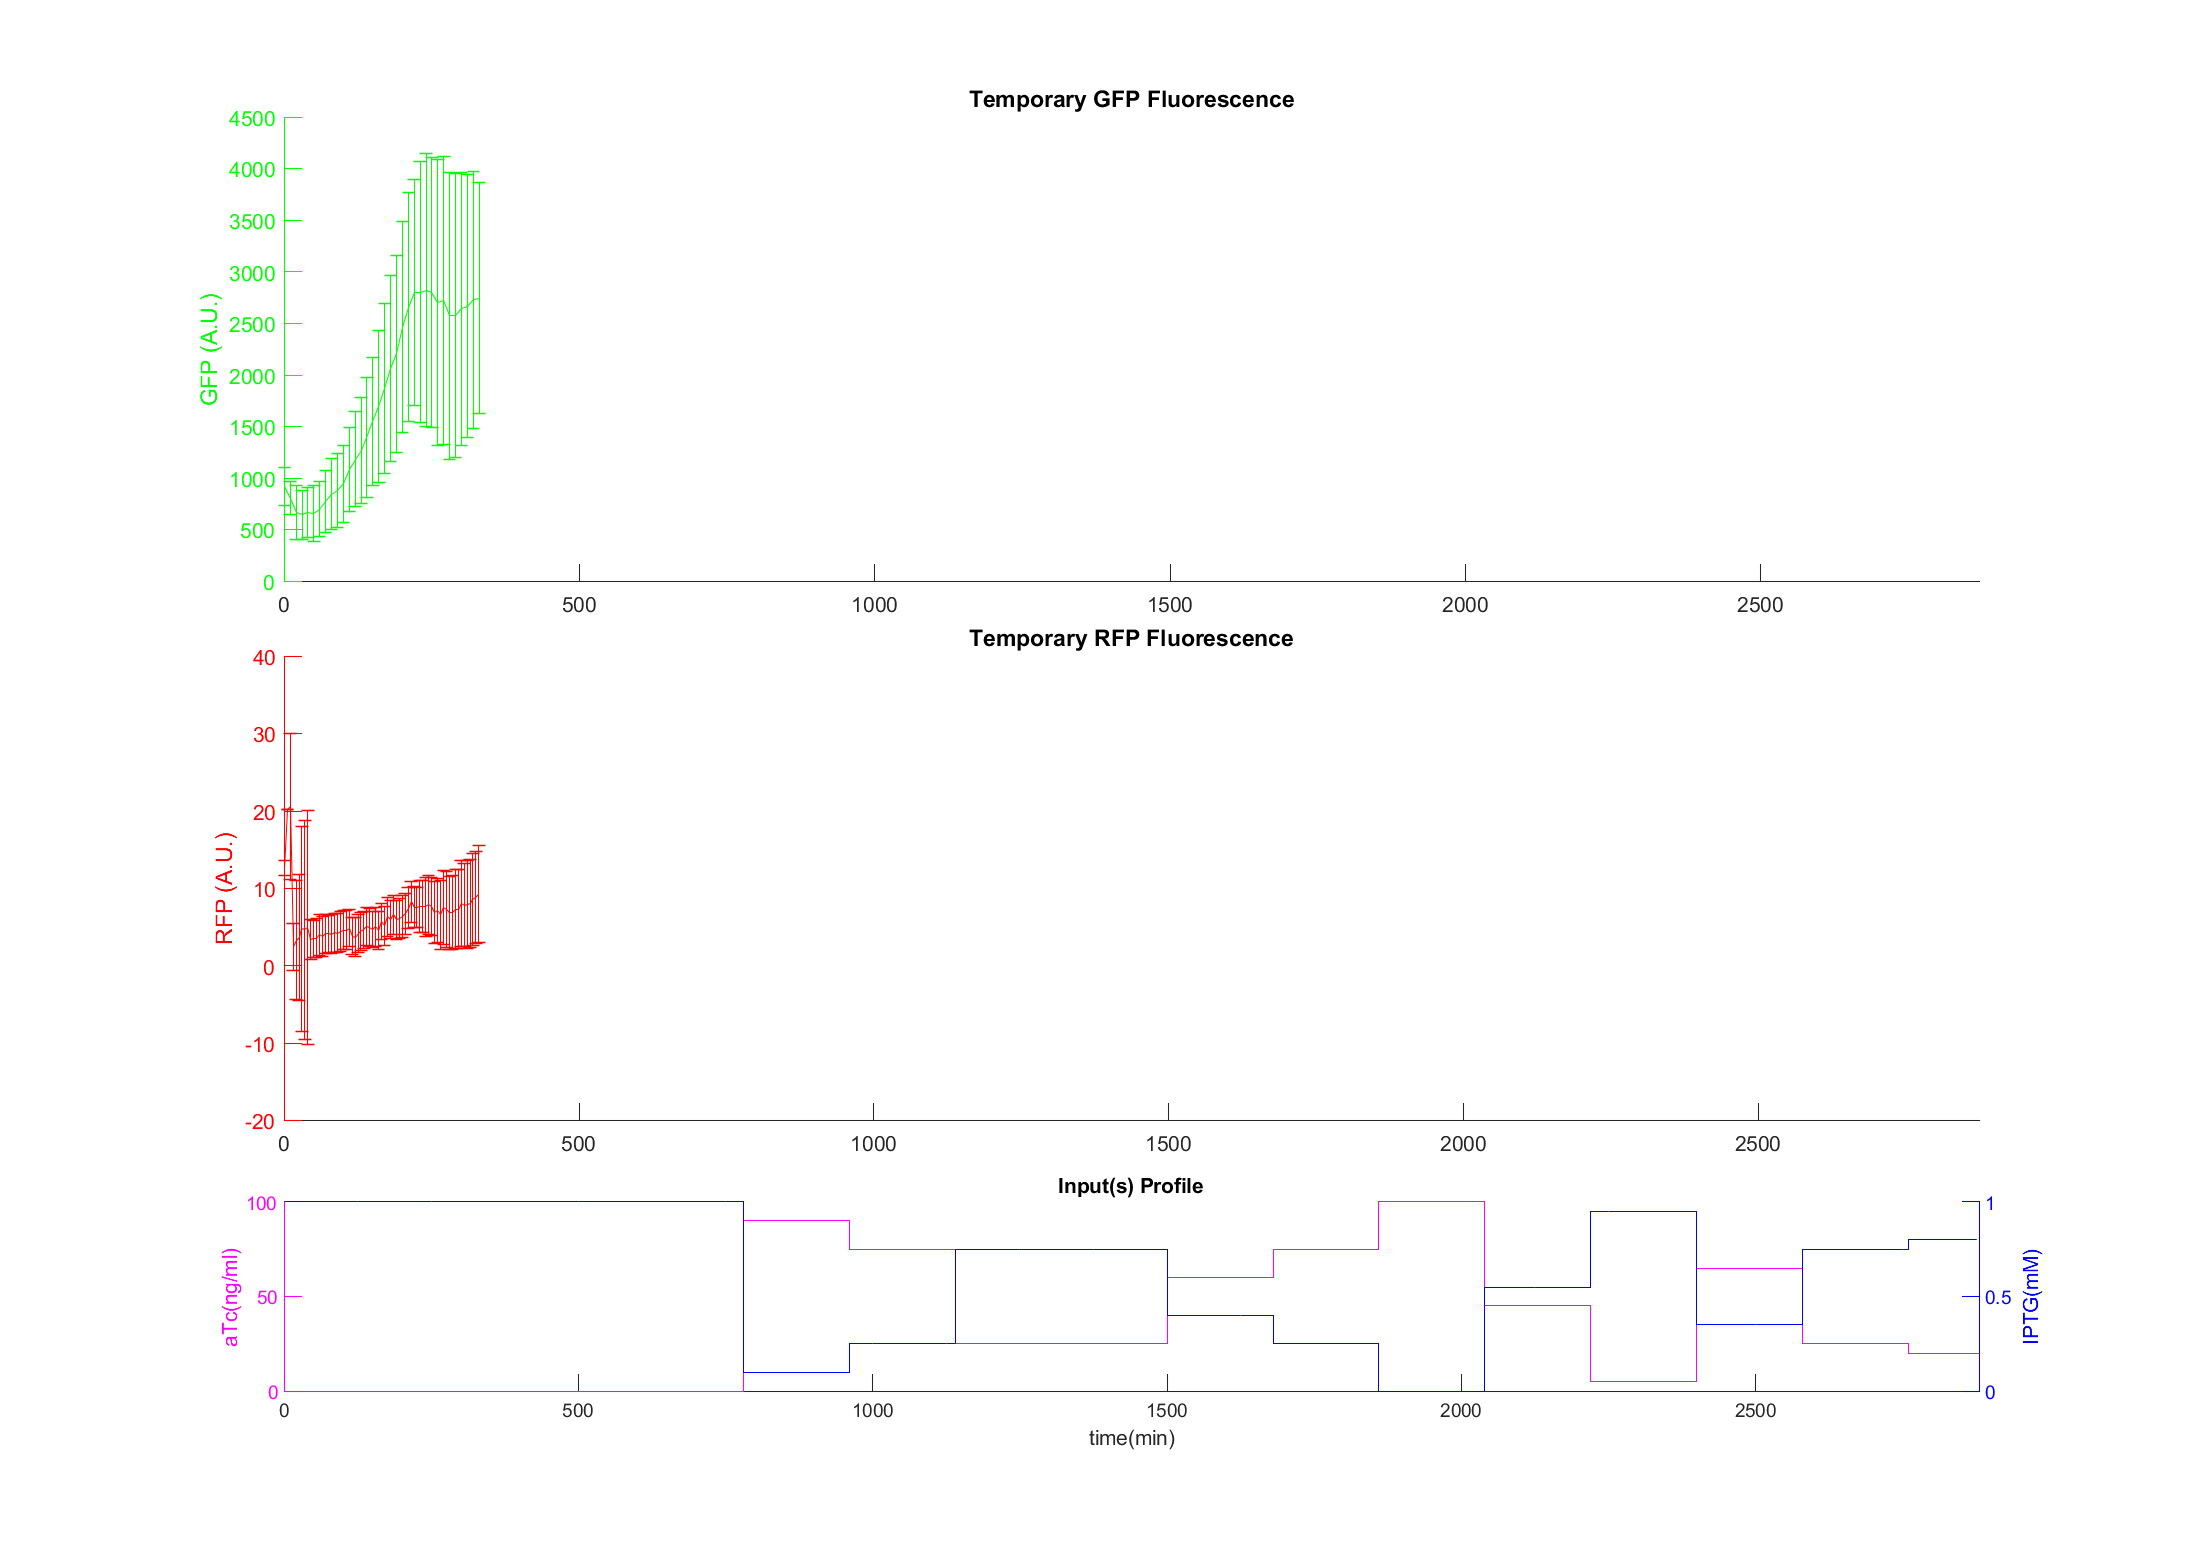 Temporary GFP Fluorescence
4500
4000
3500
3000
2500
2000
1500
1000
500
0
GFP (A.U.)
0 500 1000 1500 2000 2500
Temporary RFP Fluorescence
40
30
20
10
0
-10
-20
RFP (A.U.)
0 500 1000 1500 2000 2500
Input(s) Profile
100
50
0
aTc(ng/ml)
1
0.5
0
IPTG(mM)
0 500 1000 1500 2000 2500
time(min)